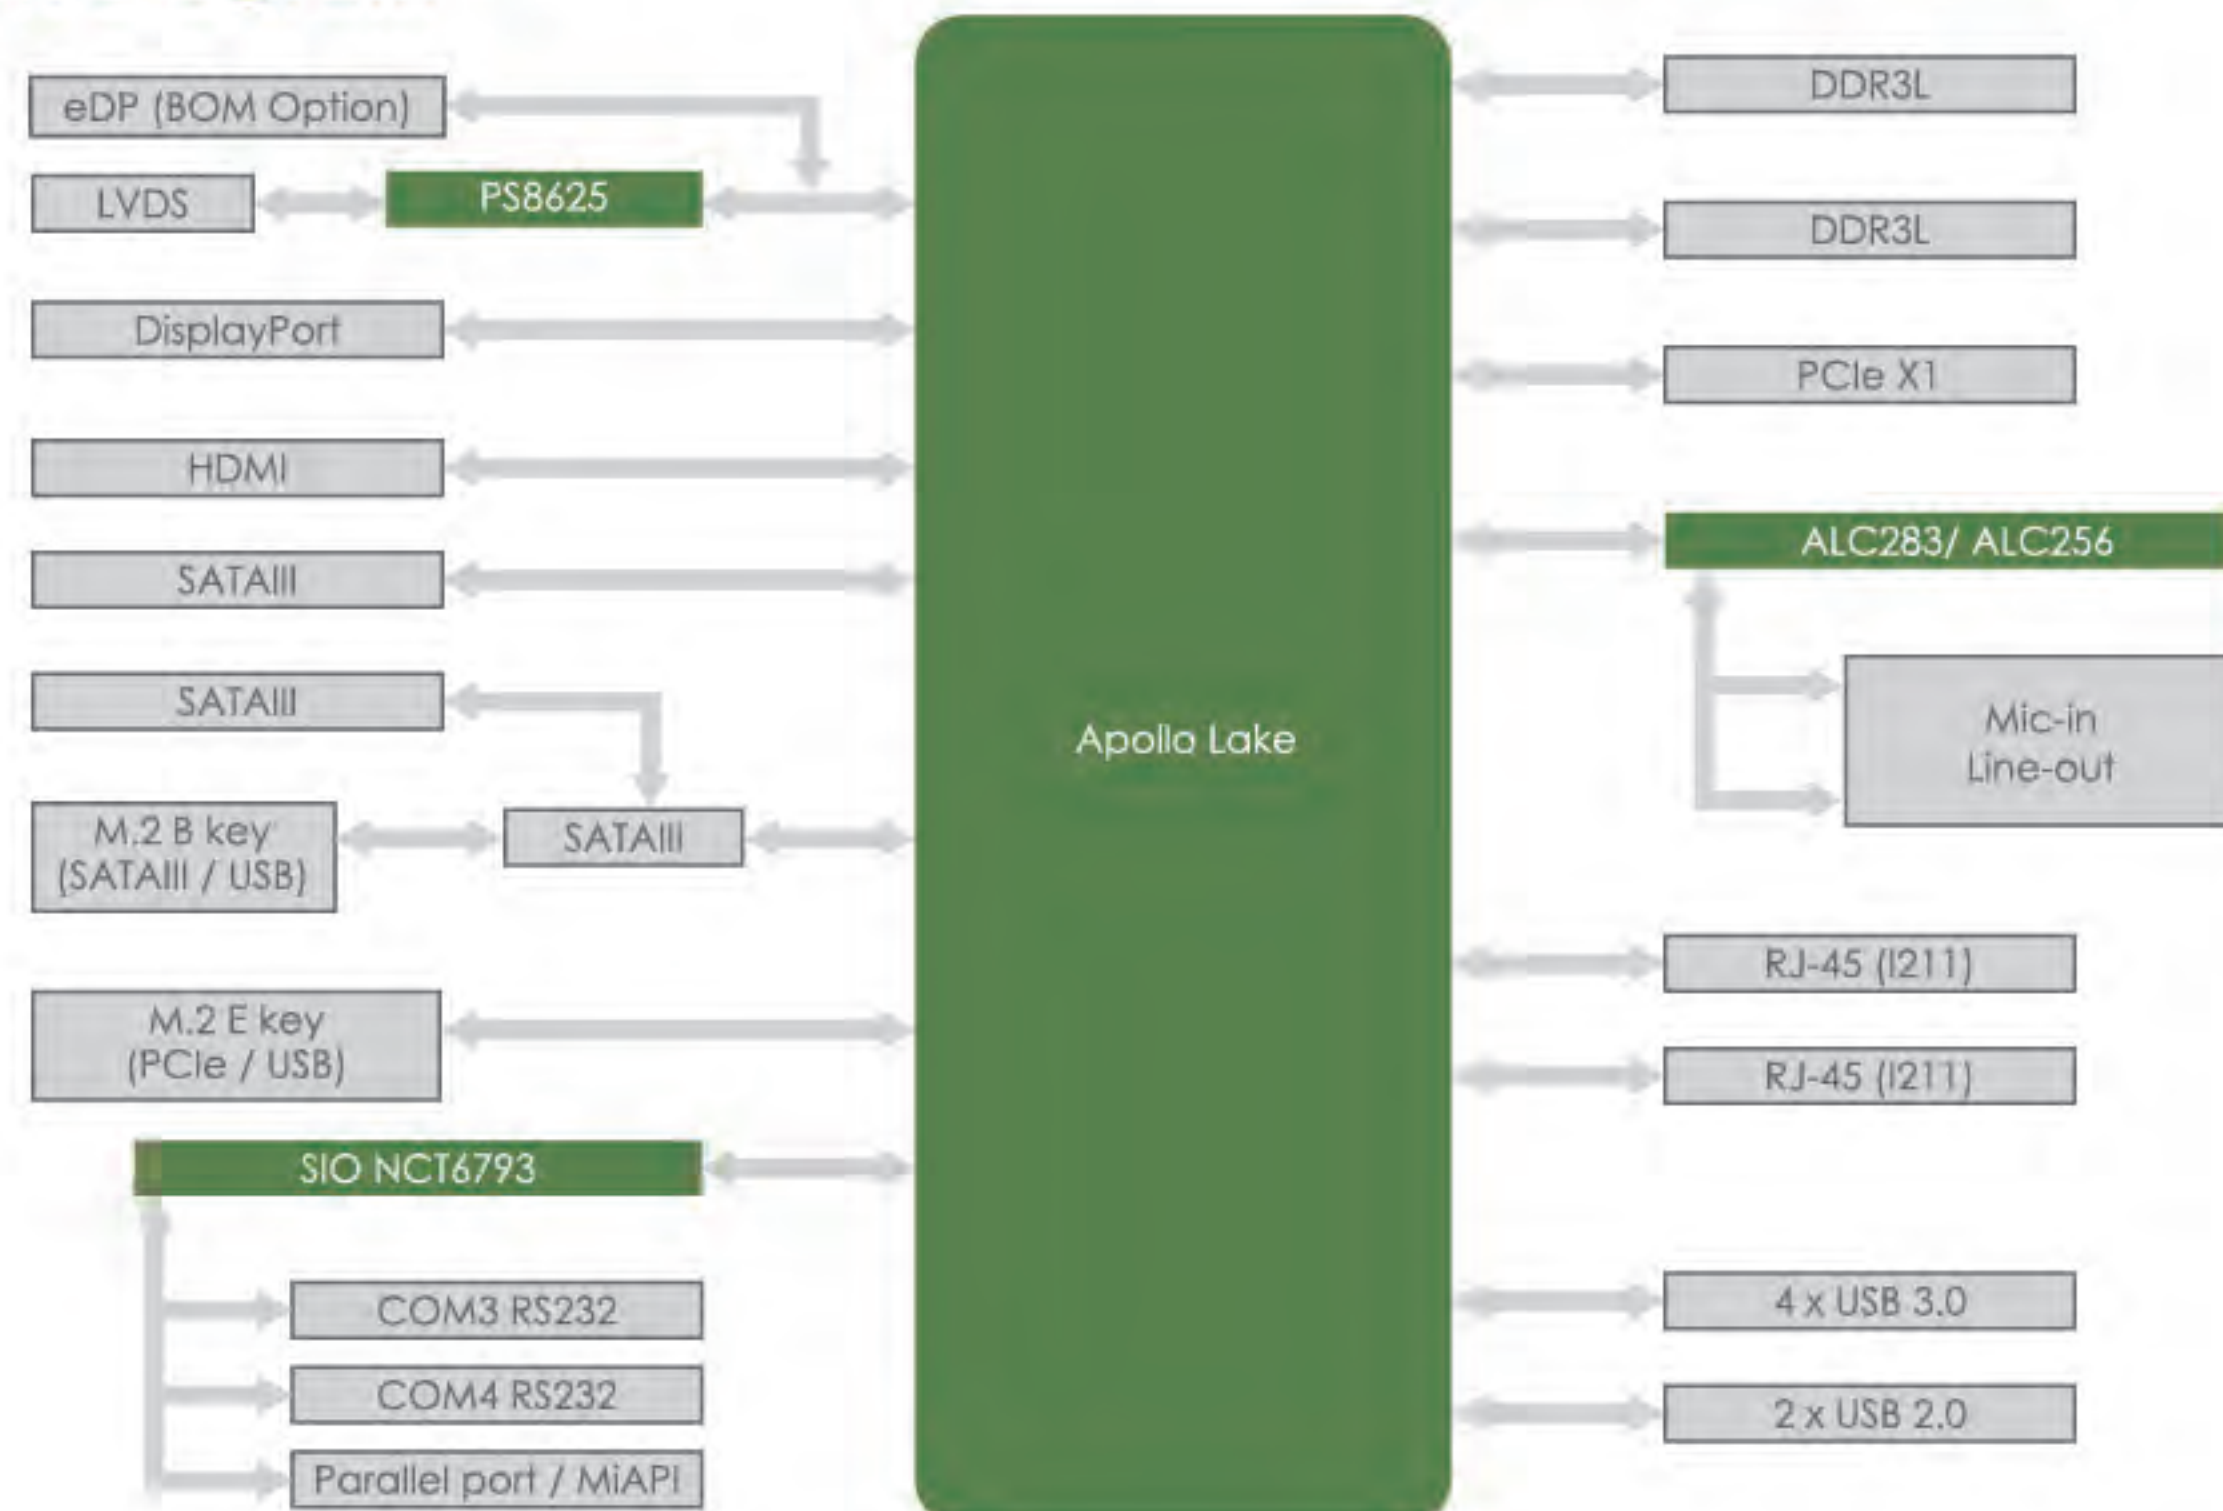 eDP (BOM Option)
LVDS
PS8625
DisplayPort
HDMI
SATAIII
SATAIII
M.2 B key
(SATAIII / USB)
SATAIII
M.2 E key
(PCIe / USB)
SIO NCT6793
COM3 RS232
COM4 RS232
Parallel port / MiAPI
Apollo Lake
DDR3L
DDR3L
PCIe X1
ALC283/ ALC256
Mic-in
Line-out
RJ-45 (I211)
RJ-45 (I211)
4 x USB 3.0
2 x USB 2.0